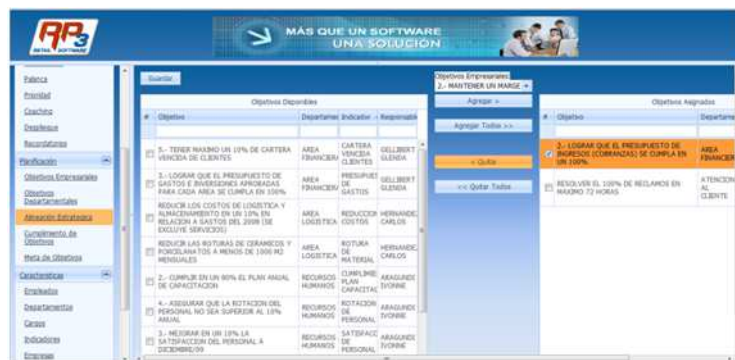 RP3
RETAIL SOFTWARE
MÁS QUE UN SOFTWARE
UNA SOLUCIÓN
Palanca
Prioridad
Coaching
Despliegue
Recordatorios
Planificación
Objetivos Empresariales
Objetivos
Departamentales
Alineación Estrategica
Cumplimiento de
Objetivos
Meta de Objetivos
Características
Empleados
Departamentos
Cargos
Indicadores
Empresas
Guardar
Objetivos Disponibles
# Objetivo Departamen Indicador Responsabl
5.- TENER MAXIMO UN 10% DE CARTERA
VENCIDA DE CLIENTES
AREA
FINANCIERA
CARTERA
VENCIDA
CLIENTES
GELLIBERT
GLENDA
3.- LOGRAR QUE EL PRESUPUESTO DE
GASTOS E INVERSIONES APROBADAS
PARA CADA AREA SE CUMPLA EN 100%
AREA
FINANCIERA
PRESUPUES
DE
GASTOS
GELLIBERT
GLENDA
REDUCIR LOS COSTOS DE LOGISTICA Y
ALMACENAMIENTO EN UN 10% EN
RELACION A GASTOS DEL 2008 (SE
EXCLUYE SERVICIOS)
AREA
LOGISTICA
REDUCCION
COSTOS
HERNANDEZ
CARLOS
REDUCIR LAS ROTURAS DE CERAMICOS Y
PORCELANATOS A MENOS DE 1000 M2
MENSUALES
AREA
LOGISTICA
ROTURA
DE
MATERIAL
HERNANDEZ
CARLOS
2.- CUMPLIR EN UN 90% EL PLAN ANUAL
DE CAPACITACION
RECURSOS
HUMANOS
CUMPLIMIE
PLAN
CAPACITAC
ARAGUNDI
IVONNE
4.- ASEGURAR QUE LA ROTACION DEL
PERSONAL NO SEA SUPERIOR AL 18%
ANUAL
RECURSOS
HUMANOS
ROTACION
DE
PERSONAL
ARAGUNDI
IVONNE
3.- MEJORAR EN UN 10% LA
SATISFACCION DEL PERSONAL A
DICIEMBRE/09
RECURSOS
HUMANOS
SATISFACC
DE
PERSONAL
ARAGUNDI
IVONNE
Objetivos Empresariales:
2.- MANTENER UN MARGE
Agregar >
Agregar Todos >>
< Quitar
<< Quitar Todos
Objetivos Asignados
# Objetivo Departame
2.- LOGRAR QUE EL PRESUPUESTO DE
INGRESOS (COBRANZAS) SE CUMPLA EN
UN 100%
AREA
FINANCIER
RESOLVER EL 100% DE RECLAMOS EN
MAXIMO 72 HORAS
ATENCION
AL
CLIENTE